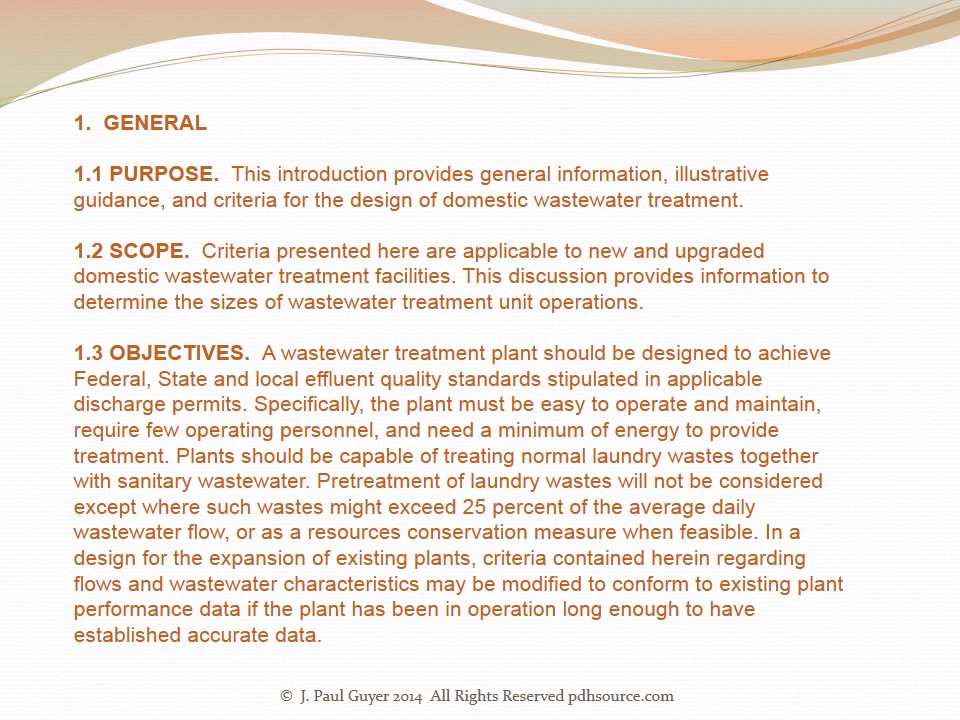 1.  GENERAL
1.1 PURPOSE.  This introduction provides general information, illustrative
guidance, and criteria for the design of domestic wastewater treatment.
1.2 SCOPE.  Criteria presented here are applicable to new and upgraded
domestic wastewater treatment facilities. This discussion provides information to
determine the sizes of wastewater treatment unit operations.
1.3 OBJECTIVES.  A wastewater treatment plant should be designed to achieve
Federal, State and local effluent quality standards stipulated in applicable
discharge permits. Specifically, the plant must be easy to operate and maintain,
require few operating personnel, and need a minimum of energy to provide
treatment. Plants should be capable of treating normal laundry wastes together
with sanitary wastewater. Pretreatment of laundry wastes will not be considered
except where such wastes might exceed 25 percent of the average daily
wastewater flow, or as a resources conservation measure when feasible. In a
design for the expansion of existing plants, criteria contained herein regarding
flows and wastewater characteristics may be modified to conform to existing plant
performance data if the plant has been in operation long enough to have
established accurate data.
© J. Paul Guyer 2014  All Rights Reserved pdhsource.com